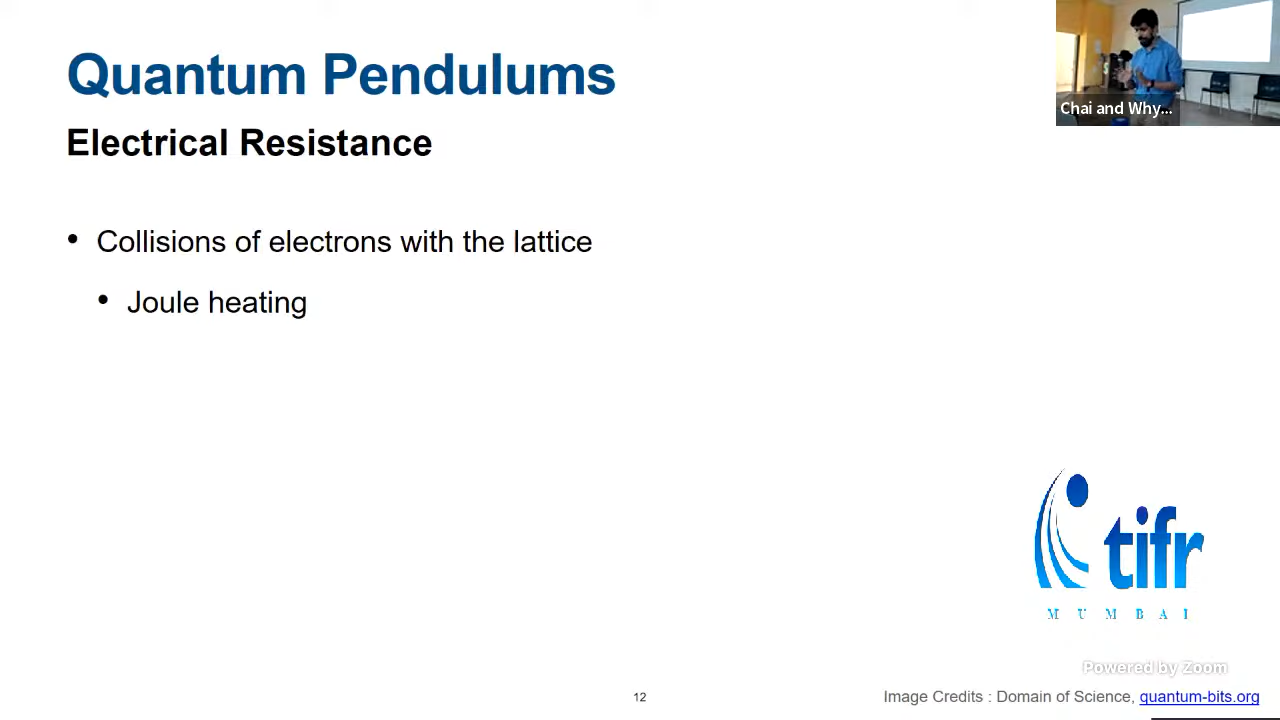 Quantum Pendulums
Electrical Resistance
• Collisions of electrons with the lattice
• Joule heating
Chai and Why...
tifr
MUMBAI
Powered by Zoom
12
Image Credits : Domain of Science, quantum-bits.org